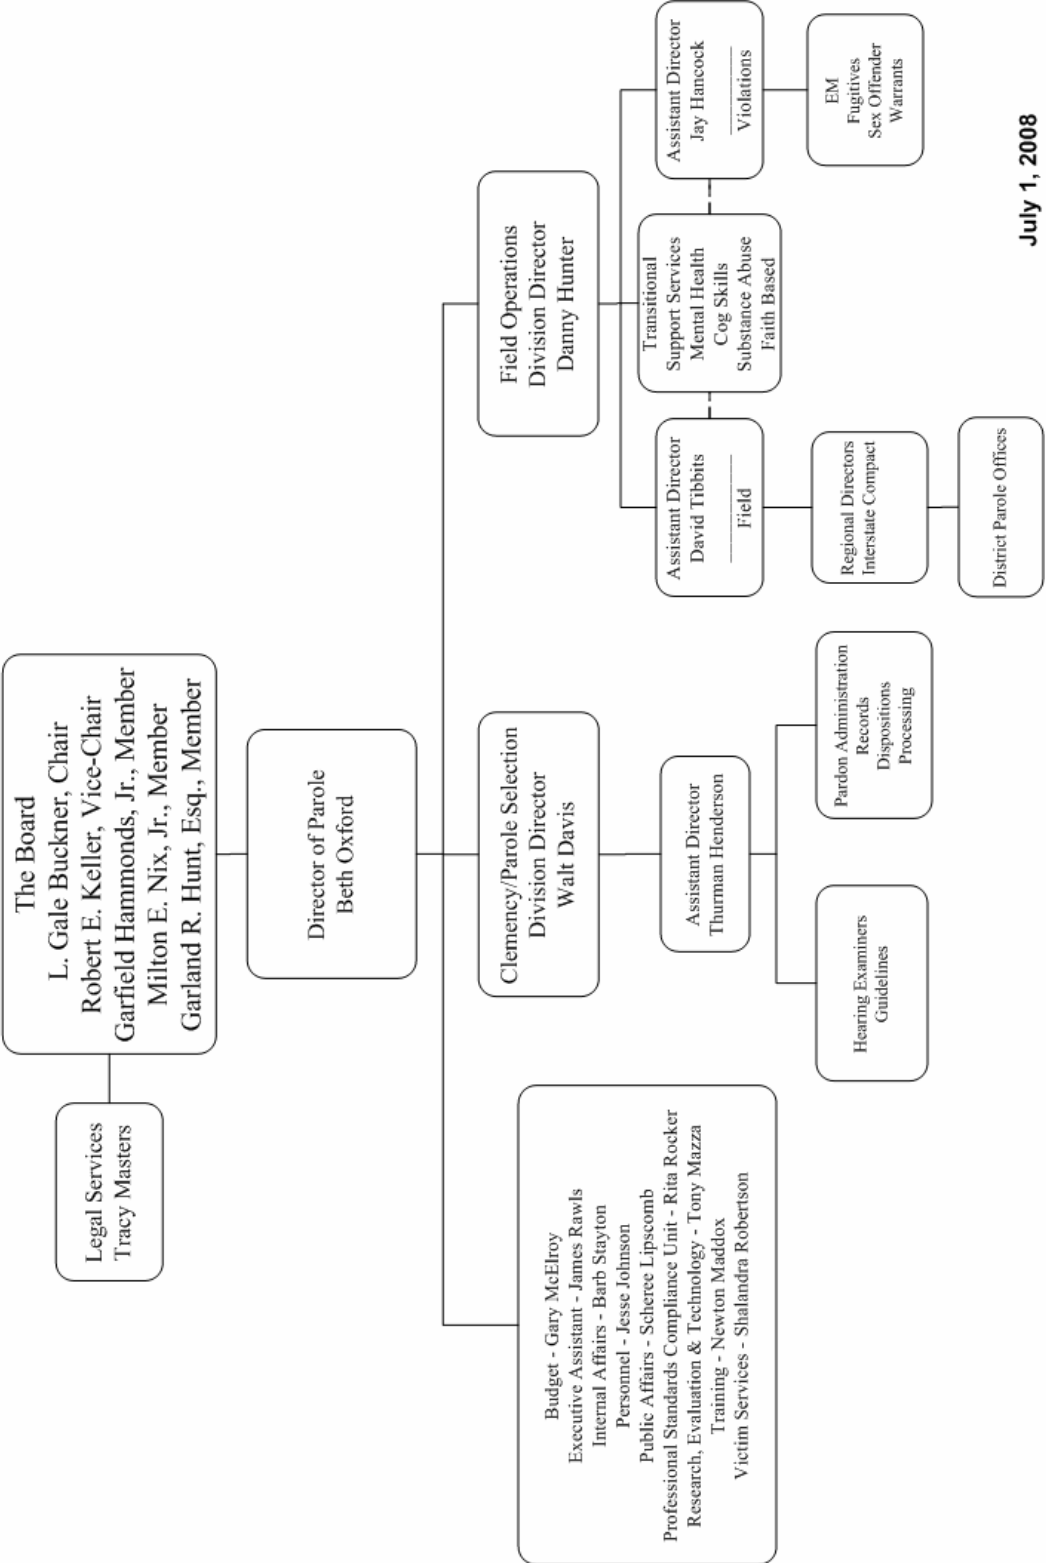 The Board
L. Gale Buckner, Chair
Robert E. Keller, Vice-Chair
Garfield Hammonds, Jr., Member
Milton E. Nix, Jr., Member
Garland R. Hunt, Esq., Member
Legal Services
Tracy Masters
Director of Parole
Beth Oxford
Budget - Gary McElroy
Executive Assistant - James Rawls
Internal Affairs - Barb Stayton
Personnel - Jesse Johnson
Public Affairs - Scheree Lipscomb
Professional Standards Compliance Unit - Rita Rocker
Research, Evaluation & Technology - Tony Mazza
Training - Newton Maddox
Victim Services - Shalandra Robertson
Clemency/Parole Selection
Division Director
Walt Davis
Assistant Director
Thurman Henderson
Hearing Examiners
Guidelines
Pardon Administration
Records
Dispositions
Processing
Field Operations
Division Director
Danny Hunter
Assistant Director
David Tibbits
Field
Regional Directors
Interstate Compact
District Parole Offices
Transitional
Support Services
Mental Health
Cog Skills
Substance Abuse
Faith Based
Assistant Director
Jay Hancock
Violations
EM
Fugitives
Sex Offender
Warrants
July 1, 2008